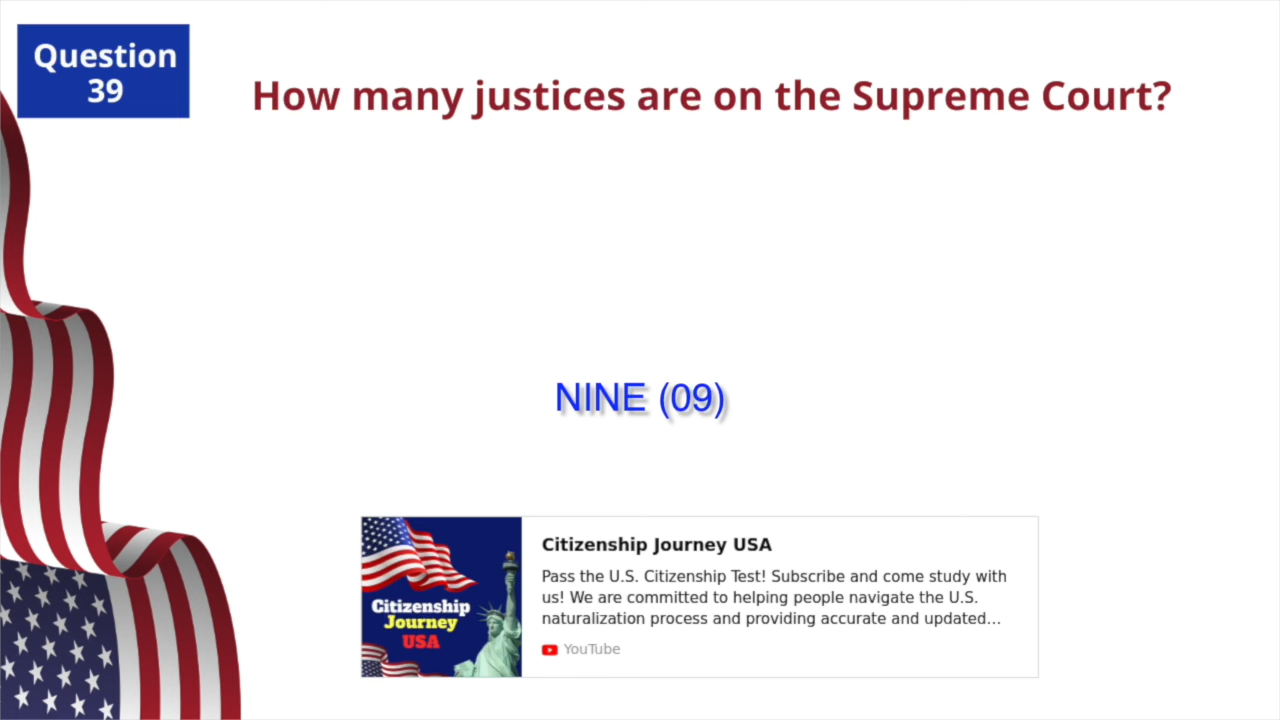 Question
39
How many justices are on the Supreme Court?
NINE (09)
Citizenship
Journey
USA
Citizenship Journey USA
Pass the U.S. Citizenship Test! Subscribe and come study with
us! We are committed to helping people navigate the U.S.
naturalization process and providing accurate and updated...
YouTube